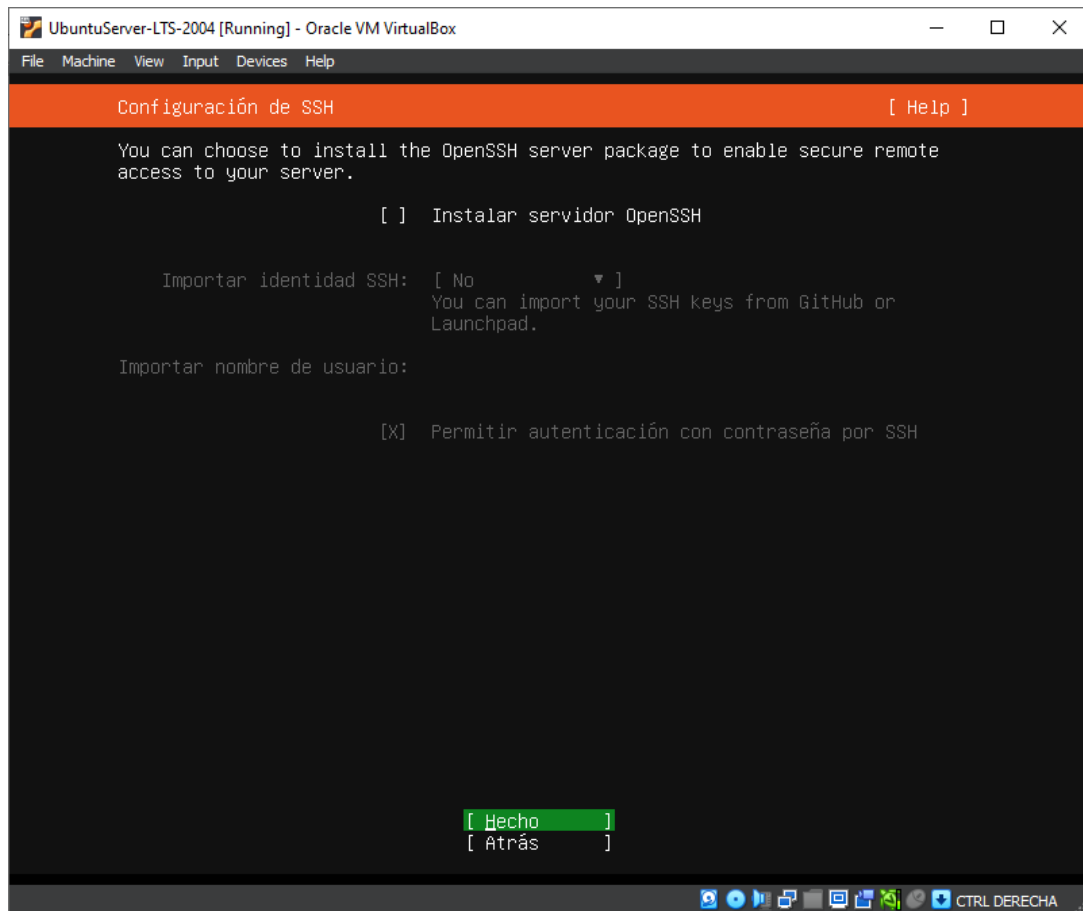 UbuntuServer-LTS-2004 [Running] - Oracle VM VirtualBox
File Machine View Input Devices Help
Configuración de SSH [ Help ]
You can choose to install the OpenSSH server package to enable secure remote
access to your server.
[ ] Instalar servidor OpenSSH
Importar identidad SSH: [ No ▾ ]
You can import your SSH keys from GitHub or
Launchpad.
Importar nombre de usuario:
[X] Permitir autenticación con contraseña por SSH
[ Hecho ]
[ Atrás ]
CTRL DERECHA